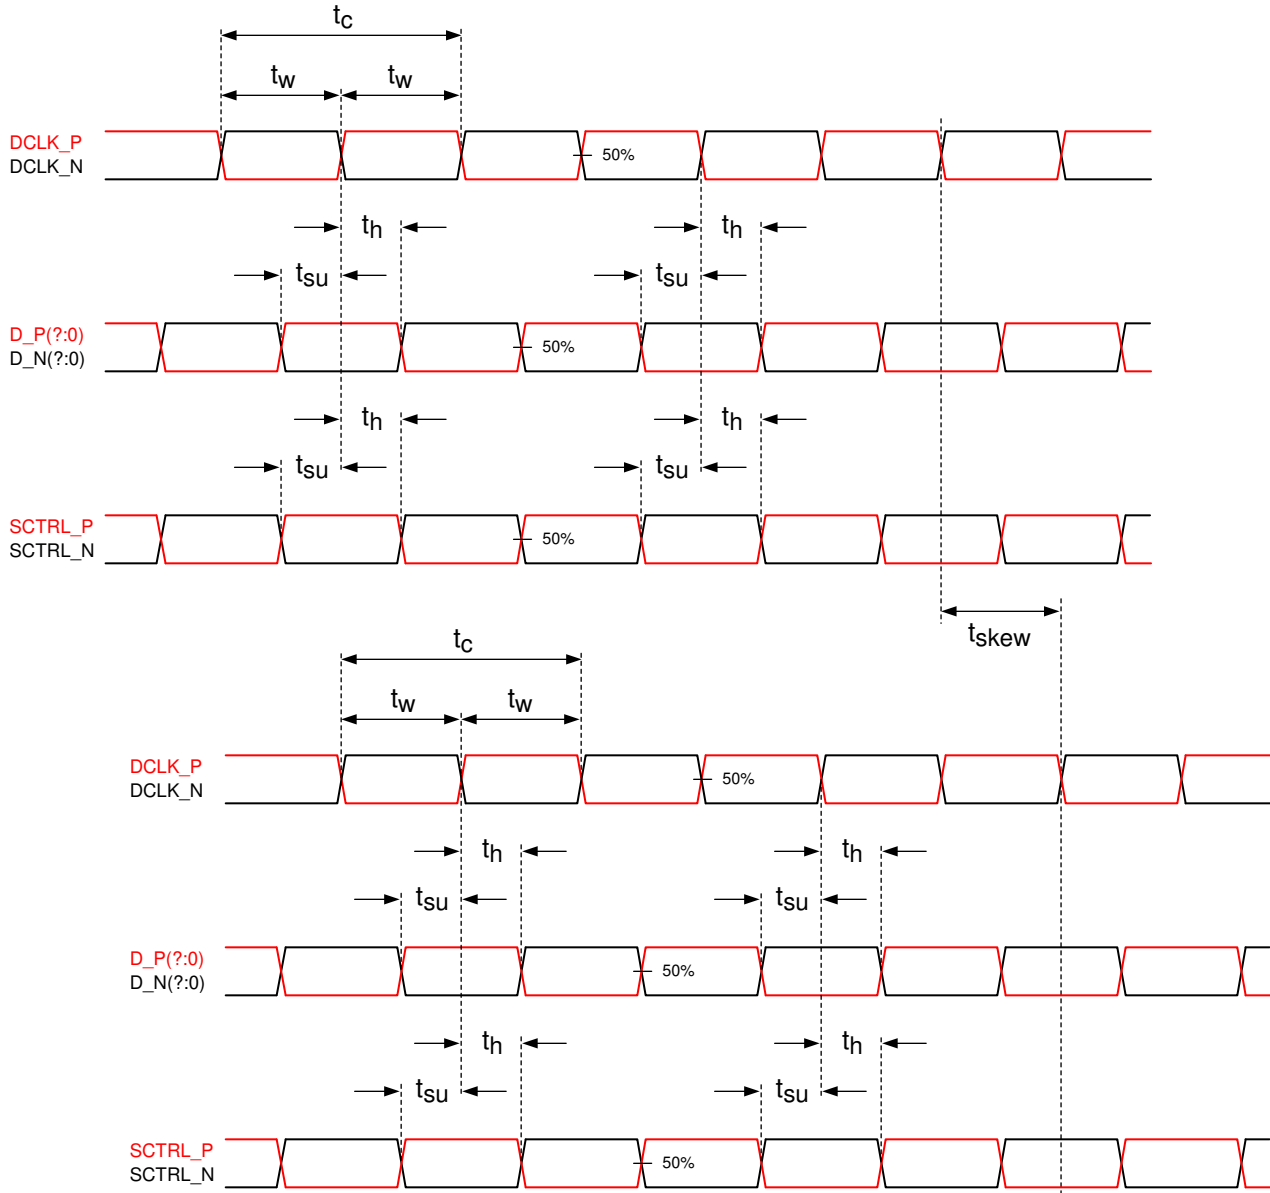 tc
tw tw
DCLK_P
DCLK_N
50%
th th
tsu tsu
D_P(?:0)
D_N(?:0)
50%
th th
tsu tsu
SCTRL_P
SCTRL_N
50%
tskew
tc
tw tw
DCLK_P
DCLK_N
50%
th th
tsu tsu
D_P(?:0)
D_N(?:0)
50%
th th
tsu tsu
SCTRL_P
SCTRL_N
50%